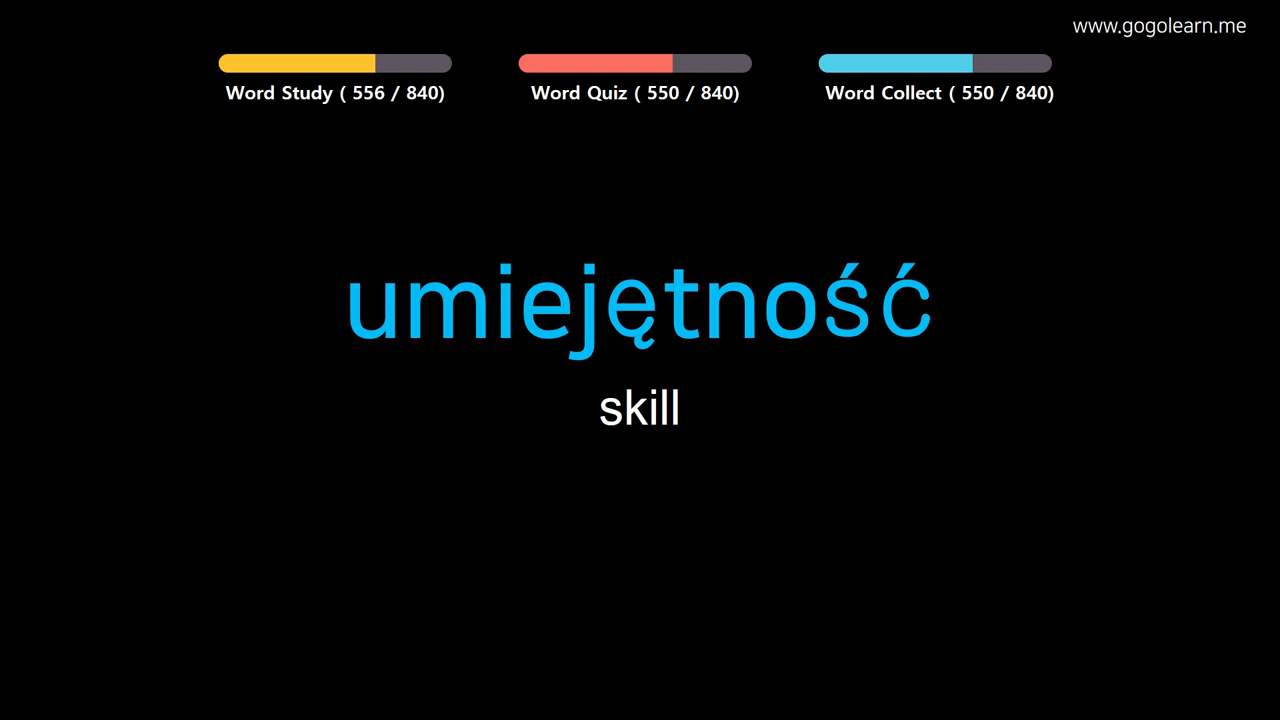 www.gogolearn.me
Word Study ( 556 / 840)
Word Quiz ( 550 / 840)
Word Collect ( 550 / 840)
umiejętność
skill